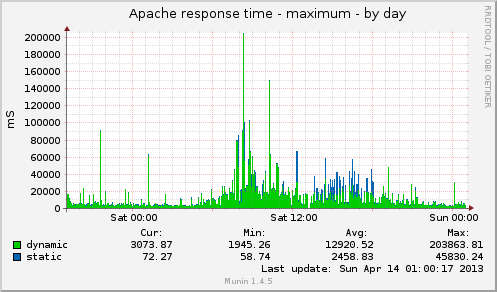 Apache response time - maximum - by day
RRDTOOL / TOBI OETIKER
mS
200000
180000
160000
140000
120000
100000
80000
60000
40000
20000
0
Sat 00:00 Sat 12:00 Sun 00:00
Cur: Min: Avg: Max:
dynamic 3073.87 1945.26 12920.52 203863.81
static 72.27 58.74 2458.83 45830.24
Last update: Sun Apr 14 01:00:17 2013
Munin 1.4.5